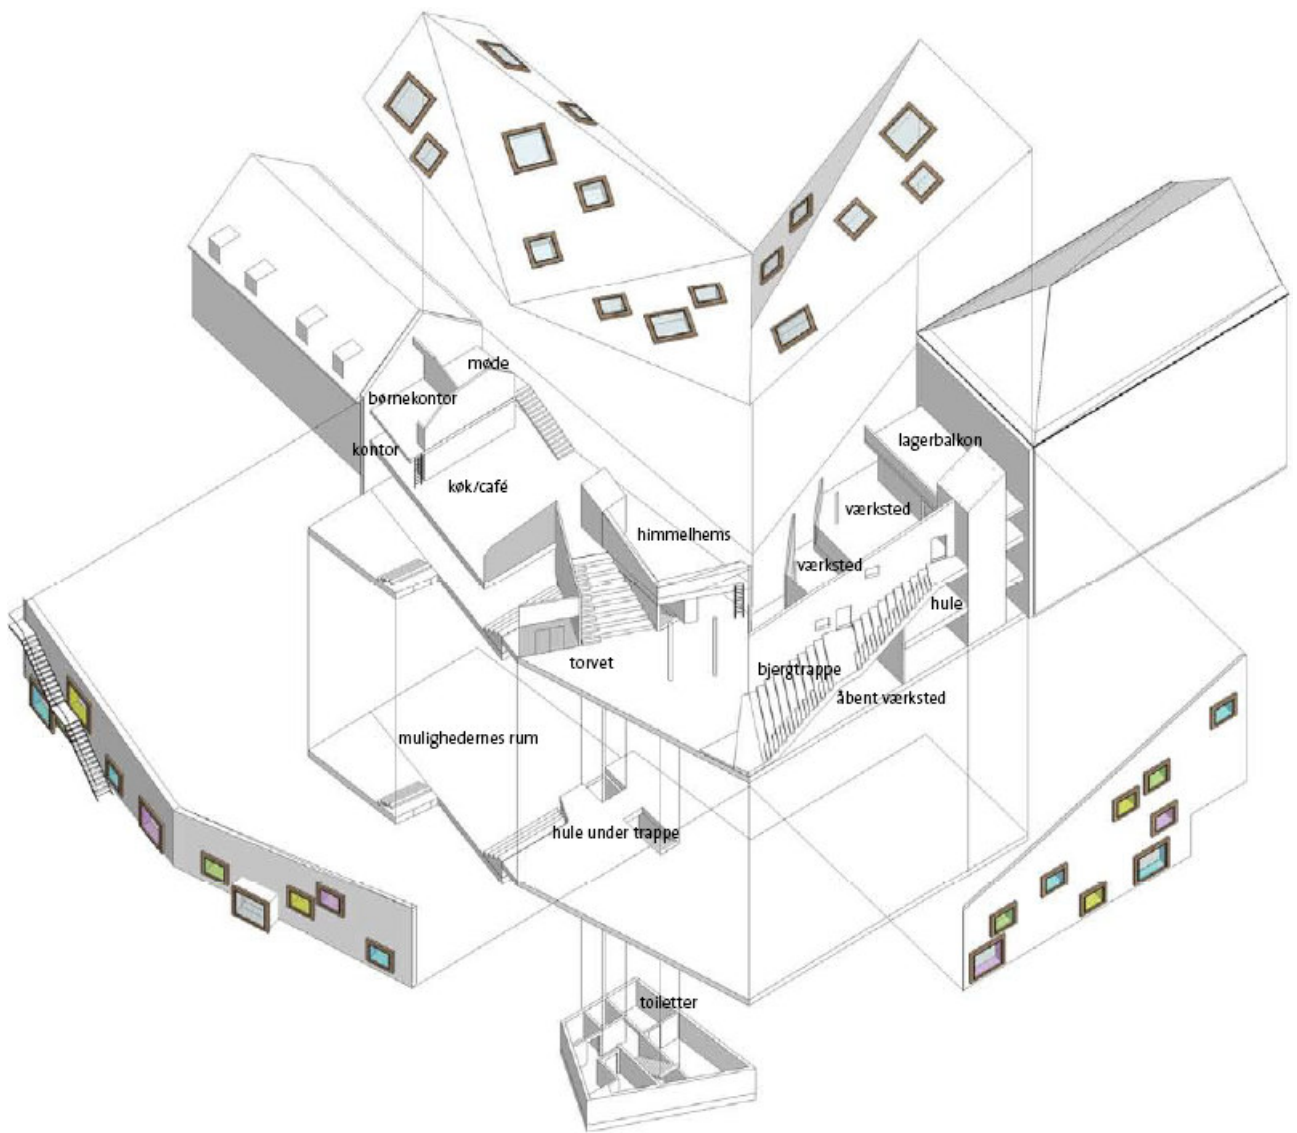 møde
børnekontor
kontor
køk/café
lagerbalkon
værksted
himmelhems
værksted
hule
torvet
bjergtrappe
åbent værksted
mulighedernes rum
hule under trappe
toiletter